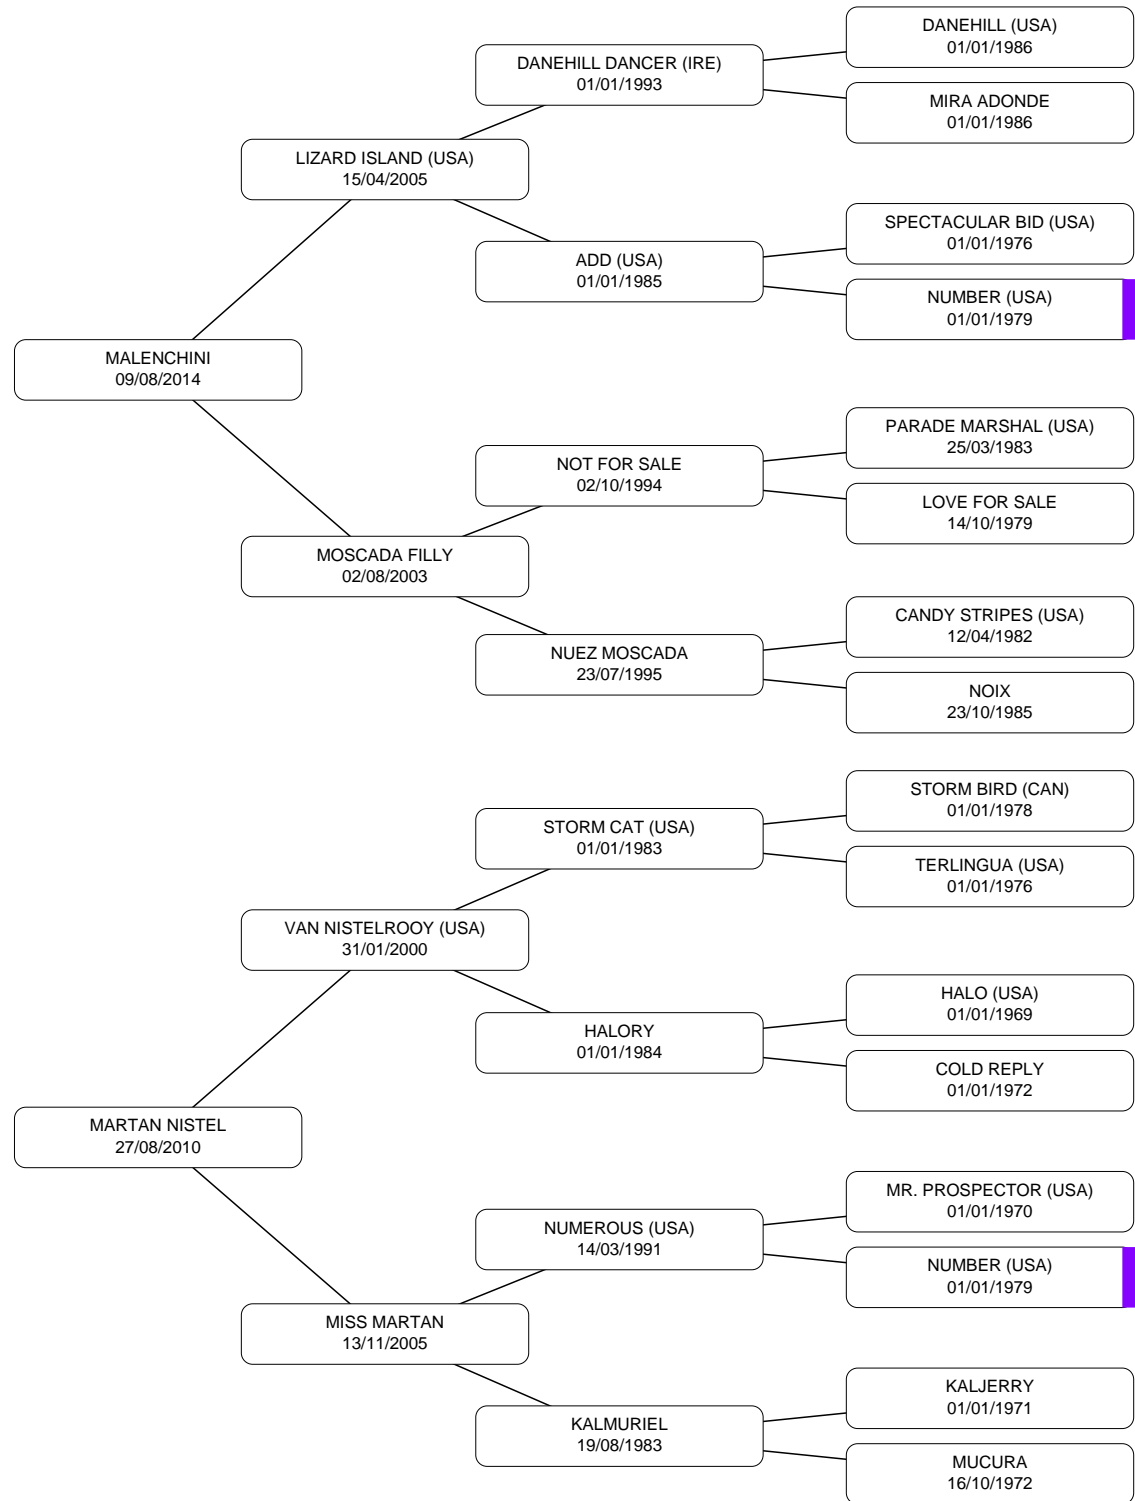 DANEHILL (USA)
01/01/1986
DANEHILL DANCER (IRE)
01/01/1993
MIRA ADONDE
01/01/1986
LIZARD ISLAND (USA)
15/04/2005
SPECTACULAR BID (USA)
01/01/1976
ADD (USA)
01/01/1985
NUMBER (USA)
01/01/1979
MALENCHINI
09/08/2014
PARADE MARSHAL (USA)
25/03/1983
NOT FOR SALE
02/10/1994
LOVE FOR SALE
14/10/1979
MOSCADA FILLY
02/08/2003
CANDY STRIPES (USA)
12/04/1982
NUEZ MOSCADA
23/07/1995
NOIX
23/10/1985
STORM BIRD (CAN)
01/01/1978
STORM CAT (USA)
01/01/1983
TERLINGUA (USA)
01/01/1976
VAN NISTELROOY (USA)
31/01/2000
HALO (USA)
01/01/1969
HALORY
01/01/1984
COLD REPLY
01/01/1972
MARTAN NISTEL
27/08/2010
MR. PROSPECTOR (USA)
01/01/1970
NUMEROUS (USA)
14/03/1991
NUMBER (USA)
01/01/1979
MISS MARTAN
13/11/2005
KALJERRY
01/01/1971
KALMURIEL
19/08/1983
MUCURA
16/10/1972